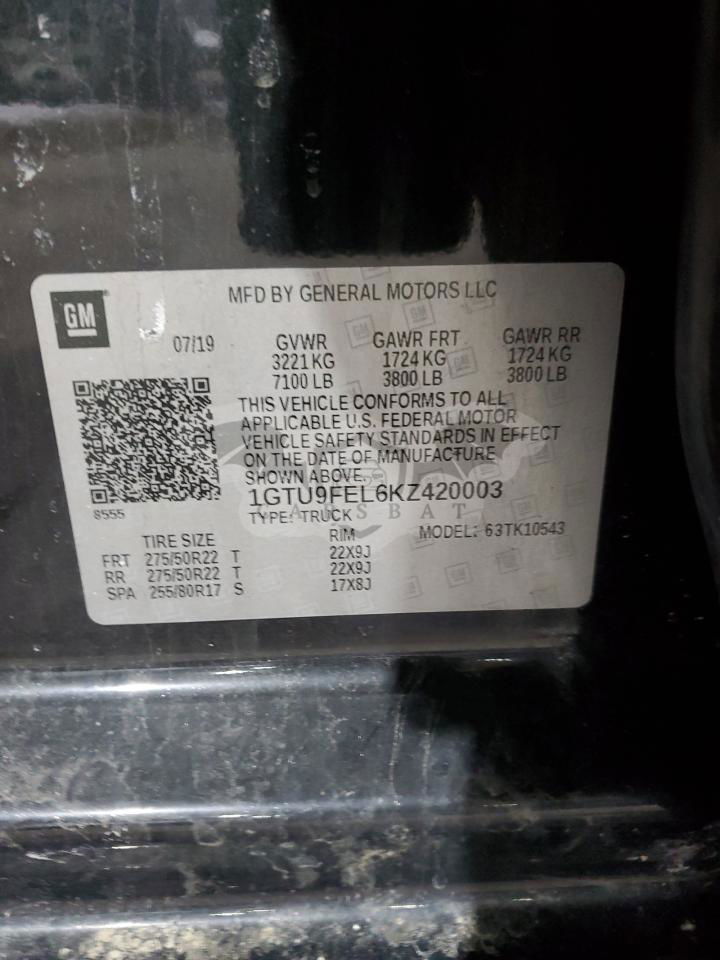 GM
MFD BY GENERAL MOTORS LLC
07/19 GVWR GAWR FRT GAWR RR
3221 KG 1724 KG 1724 KG
7100 LB 3800 LB 3800 LB
THIS VEHICLE CONFORMS TO ALL
APPLICABLE U.S. FEDERAL MOTOR
VEHICLE SAFETY STANDARDS IN EFFECT
ON THE DATE OF MANUFACTURE
SHOWN ABOVE.
1GTU9FEL6KZ420003
8555
TYPE: TRUCK
MODEL: 63TK10543
TIRE SIZE RIM
FRT 275/50R22 T 22X9J
RR 275/50R22 T 22X9J
SPA 255/80R17 S 17X8J
CARSBAT